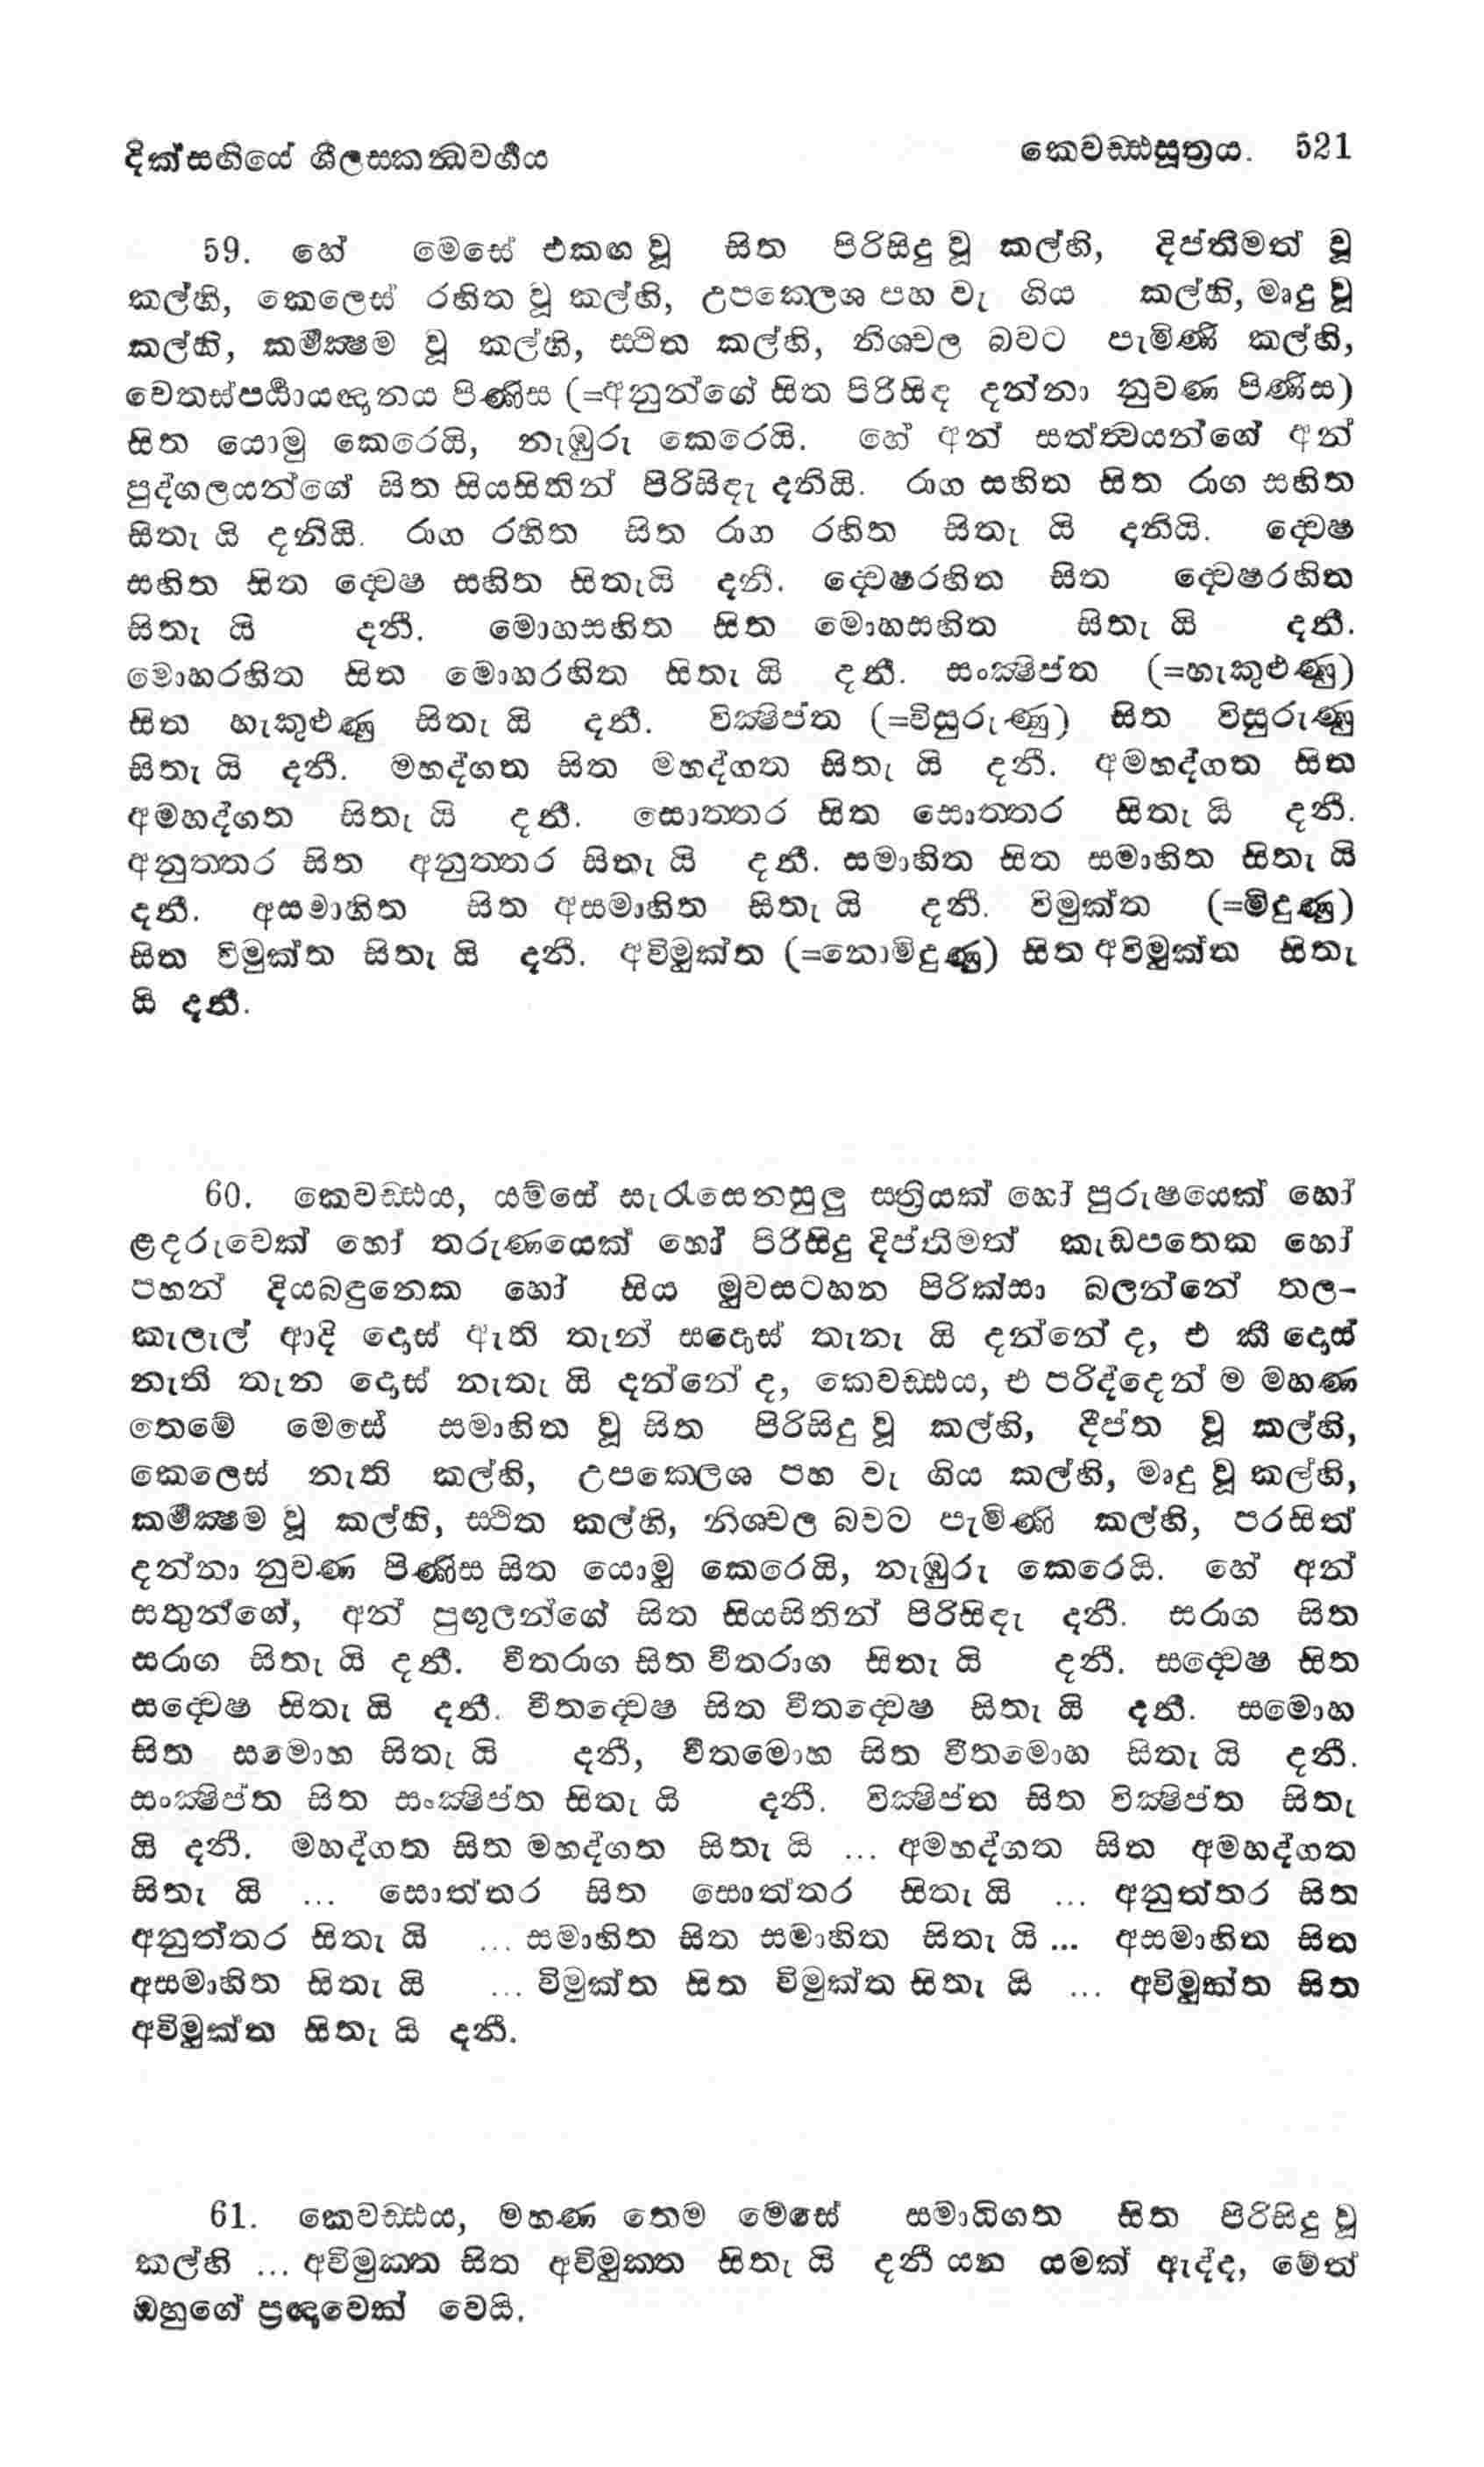 දික්සඟියේ ශීලසකන්‍ධවර්‍ගය
කෙවඩ්ඪසූත්‍රය. 521
59. හේ මෙසේ එකඟ වූ සිත පිරිසිදු වූ කල්හි, දිප්තිමත් වූ
කල්හි, කෙලෙස් රහිත වූ කල්හි, උපක්ලෙශ පහ වැ ගිය කල්හි, මෘදු වූ
කල්හි, කර්‍මක්‍ෂම වූ කල්හි, ස්ථිත කල්හි, නිශ්චල බවට පැමිණි කල්හි,
චෙතස්පර්‍ය්‍යායඥානය පිණිස (=අනුන්ගේ සිත පිරිසිඳ දන්නා නුවණ පිණිස)
සිත යොමු කෙරෙයි, නැඹුරු කෙරෙයි. හේ අන් සත්ත්‍වයන්ගේ අන්
පුද්ගලයන්ගේ සිත සියසිතින් පිරිසිඳැ දනියි. රාග සහිත සිත රාග සහිත
සිතැ යි දනියි. රාග රහිත සිත රාග රහිත සිතැ යි දනියි. ද්වෙෂ
සහිත සිත ද්වෙෂ සහිත සිතැයි දනී. ද්වෙෂරහිත සිත ද්වෙෂරහිත
සිතැ යි දනී. මොහසහිත සිත මොහසහිත සිතැ යි දනී.
මොහරහිත සිත මොහරහිත සිතැ යි දනී. සංක්‍ෂිප්ත (=හැකුළුණු)
සිත හැකුළුණු සිතැ යි දනී. වික්‍ෂිප්ත (=විසුරුණු) සිත විසුරුණු
සිතැ යි දනී. මහද්ගත සිත මහද්ගත සිතැ යි දනී. අමහද්ගත සිත
අමහද්ගත සිතැ යි දනී. සොත්තර සිත සොත්තර සිතැ යි දනී.
අනුත්තර සිත අනුත්තර සිතැ යි දනී. සමාහිත සිත සමාහිත සිතැ යි
දනී. අසමාහිත සිත අසමාහිත සිතැ යි දනී. විමුක්ත (=මිදුණු)
සිත විමුක්ත සිතැ යි දනී. අවිමුක්ත (=නොමිදුණු) සිත අවිමුක්ත සිතැ
යි දනී.
60. කෙවඩ්ඪය, යම්සේ සැරැසෙනසුලු ස්ත්‍රියක් හෝ පුරුෂයෙක් හෝ
ළදරුවෙක් හෝ තරුණයෙක් හෝ පිරිසිදු දිප්තිමත් කැඩපතෙක හෝ
පහන් දියබඳුනෙක හෝ සිය මුවසටහන පිරික්සා බලන්නේ තල-
කැලැල් ආදි දොස් ඇති තැන් සදොස් තැනැ යි දන්නේ ද, එ කී දොස්
නැති තැන දොස් නැතැ යි දන්නේ ද, කෙවඩ්ඪය, එ පරිද්දෙන් ම මහණ
තෙමේ මෙසේ සමාහිත වූ සිත පිරිසිදු වූ කල්හි, දීප්ත වූ කල්හි,
කෙලෙස් නැති කල්හි, උපක්ලෙශ පහ වැ ගිය කල්හි, මෘදු වූ කල්හි,
කර්‍මක්‍ෂම වූ කල්හි, ස්ථිත කල්හි, නිශ්චල බවට පැමිණි කල්හි, පරසිත්
දන්නා නුවණ පිණිස සිත යොමු කෙරෙයි, නැඹුරු කෙරෙයි. හේ අන්
සතුන්ගේ, අන් පුඟුලන්ගේ සිත සියසිතින් පිරිසිඳැ දනී. සරාග සිත
සරාග සිතැ යි දනී. වීතරාග සිත වීතරාග සිතැ යි දනී. සද්වෙෂ සිත
සද්වෙෂ සිතැ යි දනී. වීතද්වෙෂ සිත වීතද්වෙෂ සිතැ යි දනී. සමොහ
සිත සමොහ සිතැ යි දනී, වීතමොහ සිත වීතමොහ සිතැ යි දනී.
සංක්‍ෂිප්ත සිත සංක්‍ෂිප්ත සිතැ යි දනී. වික්‍ෂිප්ත සිත වික්‍ෂිප්ත සිතැ
යි දනී. මහද්ගත සිත මහද්ගත සිතැ යි ... අමහද්ගත සිත අමහද්ගත
සිතැ යි ... සොත්තර සිත සොත්තර සිතැ යි ... අනුත්තර සිත
අනුත්තර සිතැ යි ... සමාහිත සිත සමාහිත සිතැ යි ... අසමාහිත සිත
අසමාහිත සිතැ යි ... විමුක්ත සිත විමුක්ත සිතැ යි ... අවිමුක්ත සිත
අවිමුක්ත සිතැ යි දනී.
61. කෙවඩ්ඪය, මහණ තෙම මෙසේ සමාධිගත සිත පිරිසිදු වූ
කල්හි ... අවිමුක්ත සිත අවිමුක්ත සිතැ යි දනී යන යමක් ඇද්ද, මේත්
ඔහුගේ ප්‍රඥාවෙක් වෙයි.